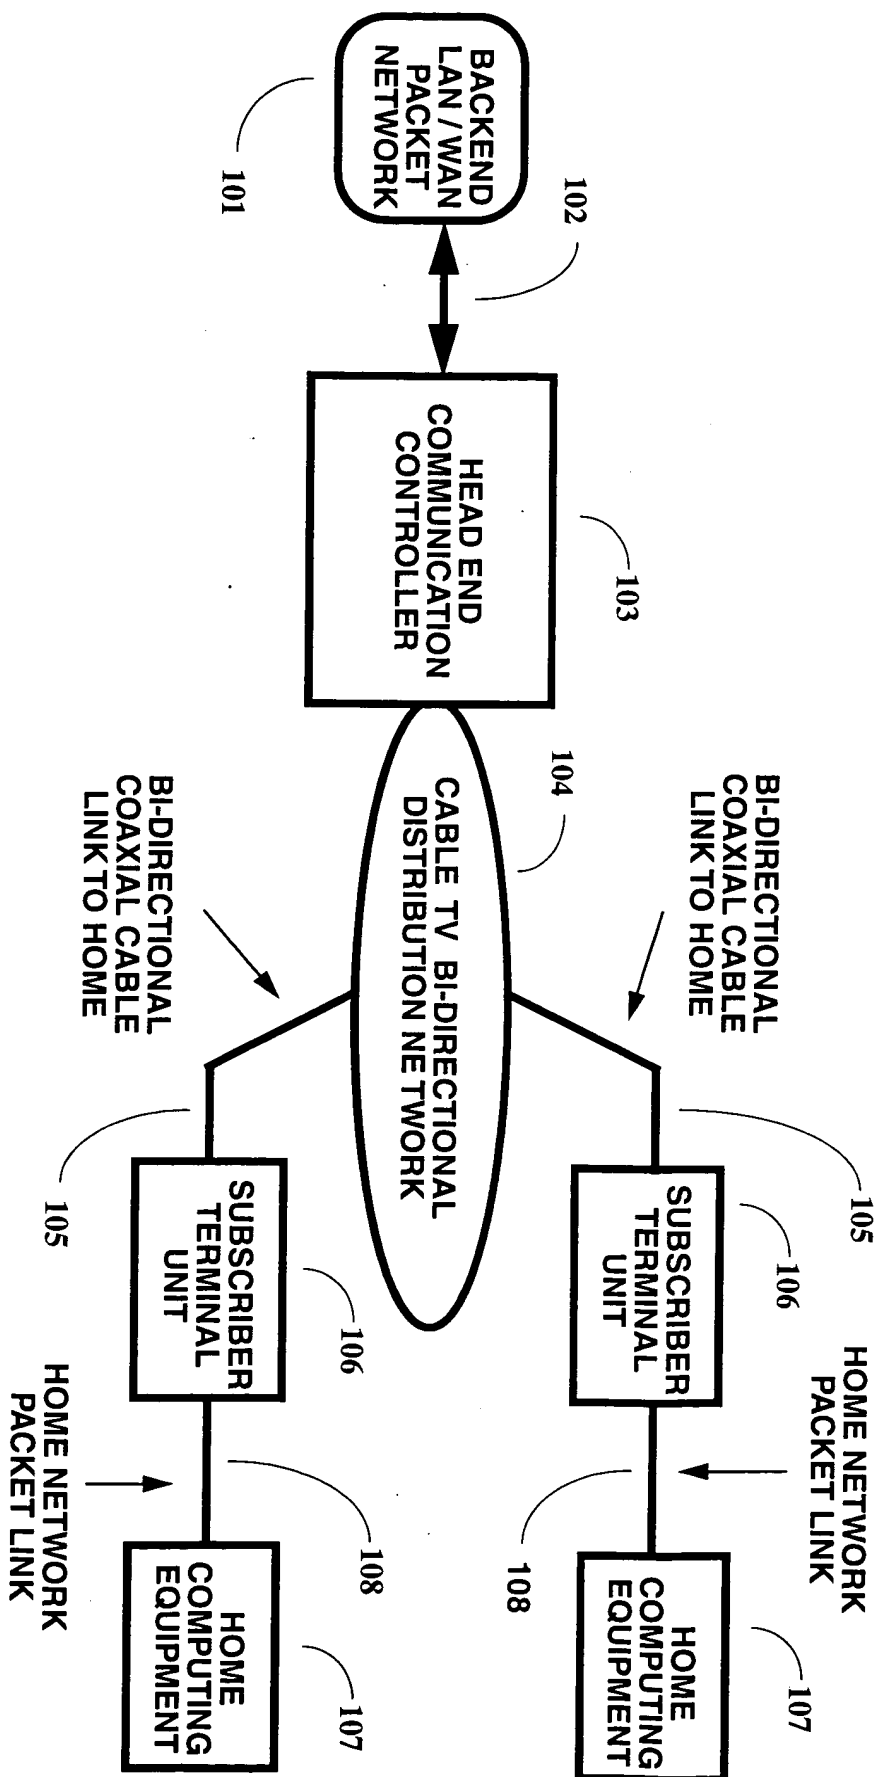 BACKEND
LAN / WAN
PACKET
NETWORK
101
102
HEAD END
COMMUNICATION
CONTROLLER
103
CABLE TV BI-DIRECTIONAL
DISTRIBUTION NETWORK
104
BI-DIRECTIONAL
COAXIAL CABLE
LINK TO HOME
105
SUBSCRIBER
TERMINAL
UNIT
106
HOME NETWORK
PACKET LINK
108
HOME
COMPUTING
EQUIPMENT
107
BI-DIRECTIONAL
COAXIAL CABLE
LINK TO HOME
105
SUBSCRIBER
TERMINAL
UNIT
106
HOME NETWORK
PACKET LINK
108
HOME
COMPUTING
EQUIPMENT
107